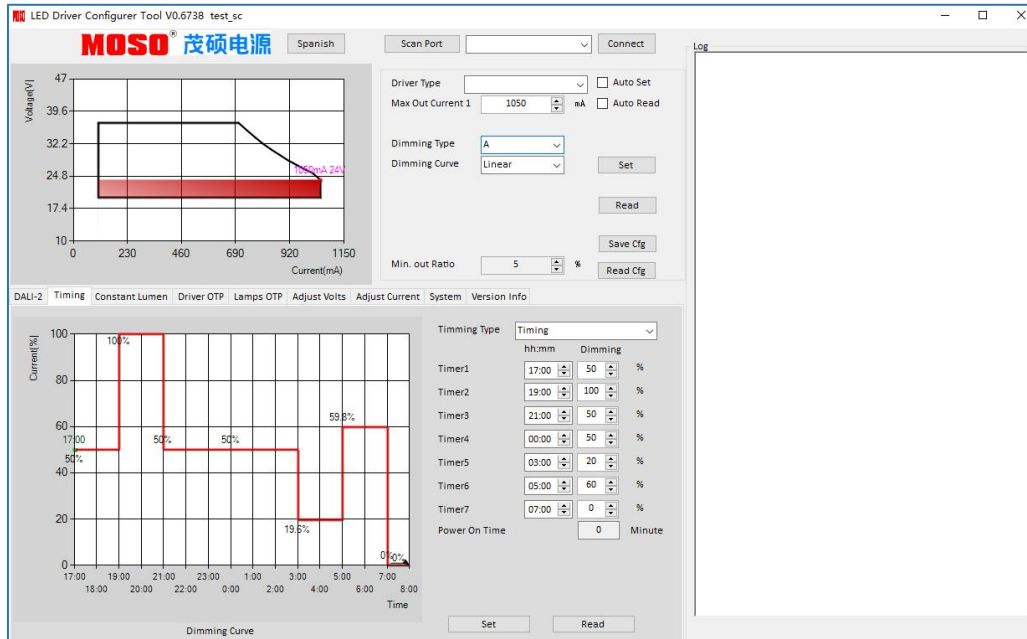 LED Driver Configurer Tool V0.6738 test_sc
MOSO® 茂硕电源
Spanish
Scan Port
Connect
Log
Voltage[V]
47
39.6
32.2
24.8
17.4
10
1050mA 24V
0 230 460 690 920 1150
Current(mA)
Driver Type
Auto Set
Max Out Current 1 1050 mA
Auto Read
Dimming Type A
Dimming Curve Linear
Set
Read
Save Cfg
Min. out Ratio 5 %
Read Cfg
DALI-2 Timing Constant Lumen Driver OTP Lamps OTP Adjust Volts Adjust Current System Version Info
Current[%]
100
80
60
40
20
0
100%
59.8%
17:00
50%
50%
50%
19.6%
0%
0%
17:00 19:00 21:00 23:00 1:00 3:00 5:00 7:00
18:00 20:00 22:00 0:00 2:00 4:00 6:00 8:00
Time
Dimming Curve
Timming Type Timing
hh:mm Dimming
Timer1 17:00 50 %
Timer2 19:00 100 %
Timer3 21:00 50 %
Timer4 00:00 50 %
Timer5 03:00 20 %
Timer6 05:00 60 %
Timer7 07:00 0 %
Power On Time 0 Minute
Set Read